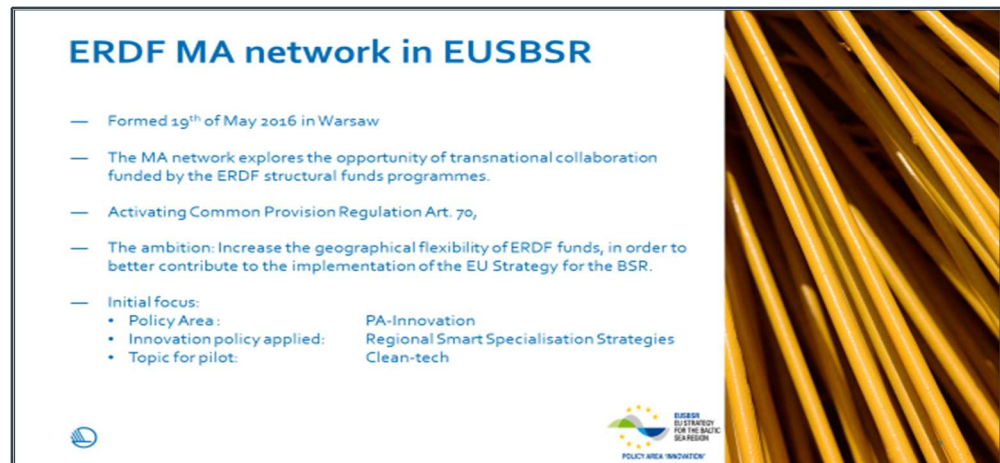 ERDF MA network in EUSBSR
— Formed 19th of May 2016 in Warsaw
— The MA network explores the opportunity of transnational collaboration
funded by the ERDF structural funds programmes.
— Activating Common Provision Regulation Art. 70,
— The ambition: Increase the geographical flexibility of ERDF funds, in order to
better contribute to the implementation of the EU Strategy for the BSR.
— Initial focus:
• Policy Area : PA-Innovation
• Innovation policy applied: Regional Smart Specialisation Strategies
• Topic for pilot: Clean-tech
EUSBSR
EU STRATEGY
FOR THE BALTIC
SEA REGION
POLICY AREA 'INNOVATION'